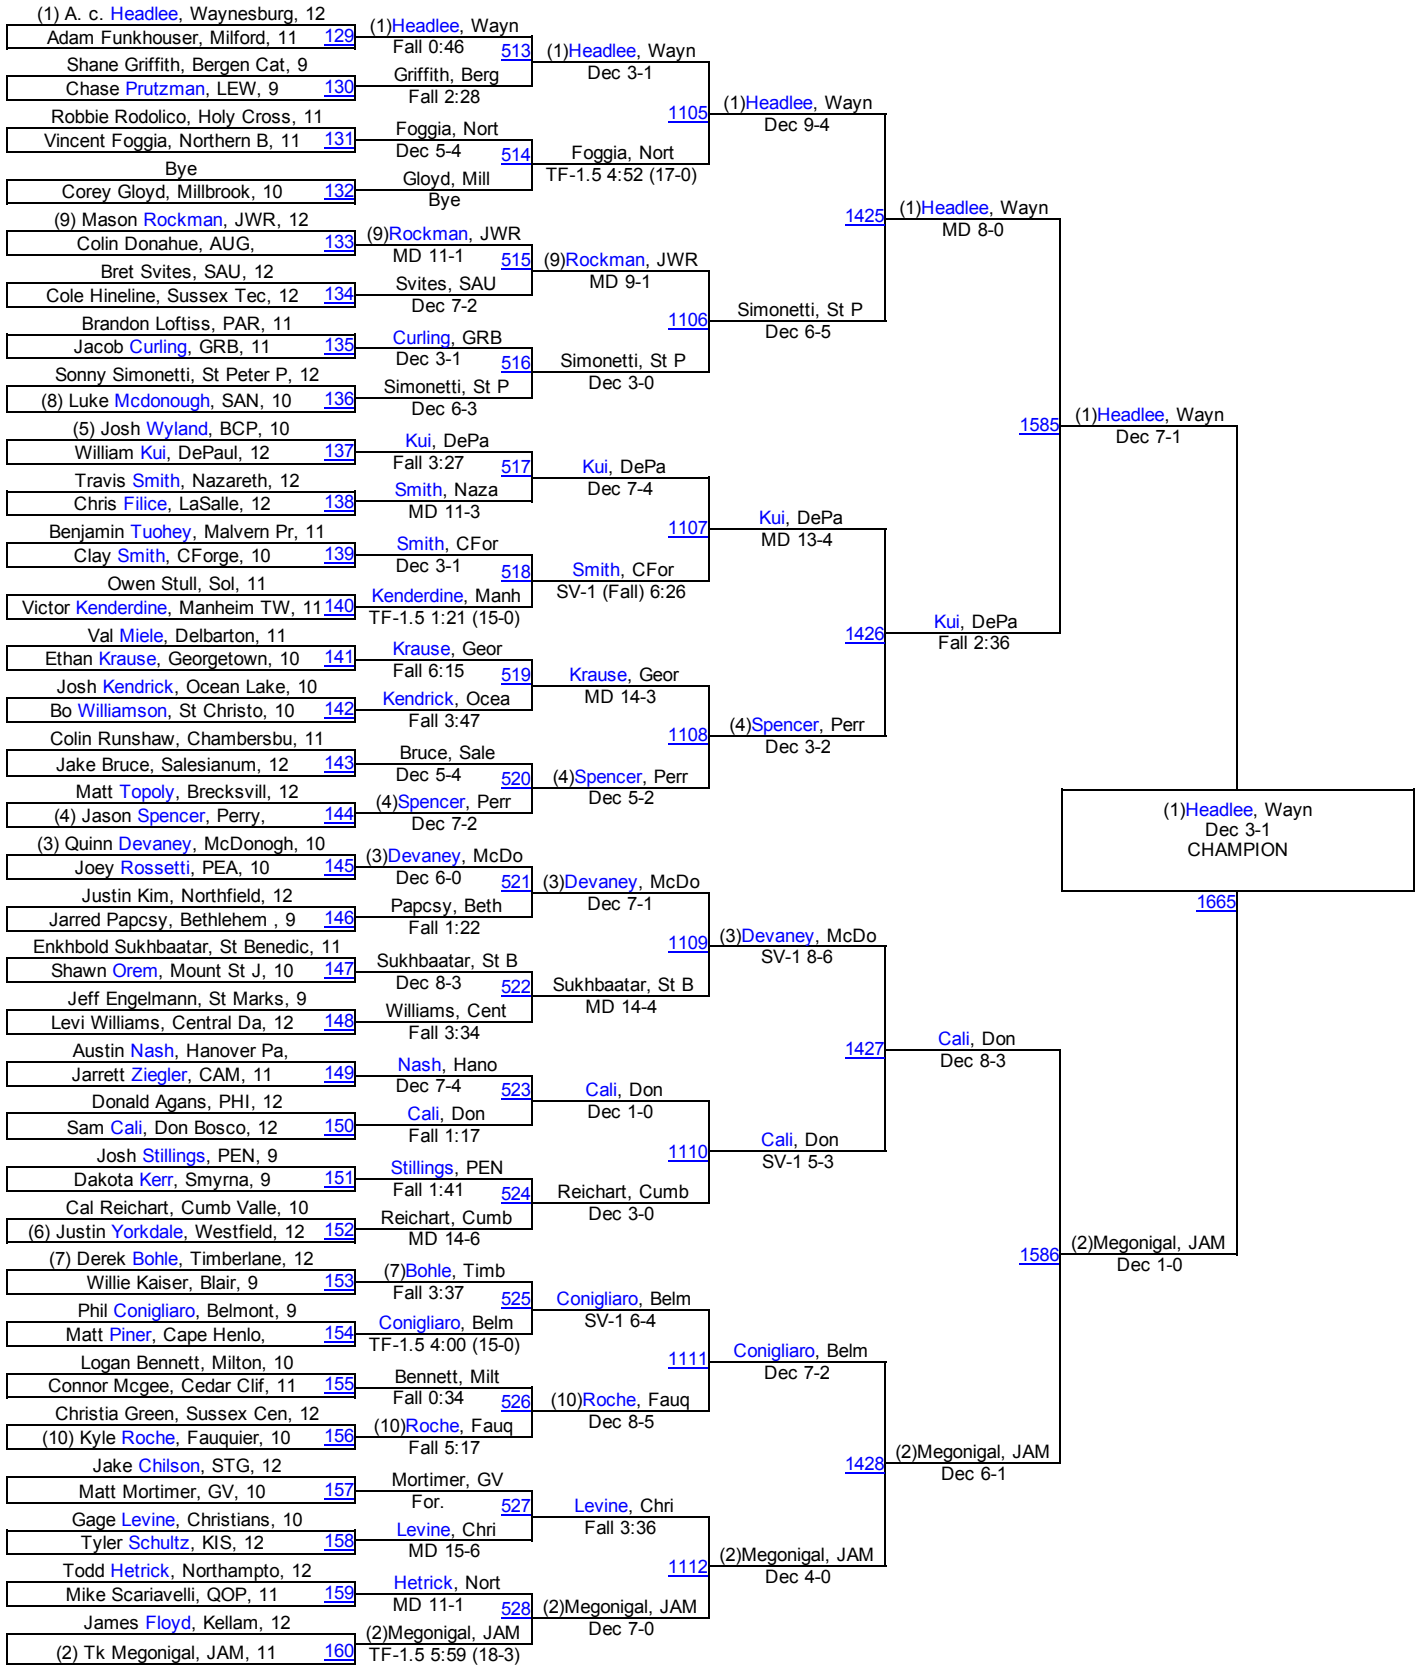 (1) A. c. Headlee, Waynesburg, 12
Adam Funkhouser, Milford, 11 129
Shane Griffith, Bergen Cat, 9
Chase Prutzman, LEW, 9 130
Robbie Rodolico, Holy Cross, 11
Vincent Foggia, Northern B, 11 131
Bye
Corey Gloyd, Millbrook, 10 132
(9) Mason Rockman, JWR, 12
Colin Donahue, AUG, 133
Bret Svites, SAU, 12
Cole Hineline, Sussex Tec, 12 134
Brandon Loftiss, PAR, 11
Jacob Curling, GRB, 11 135
Sonny Simonetti, St Peter P, 12
(8) Luke Mcdonough, SAN, 10 136
(5) Josh Wyland, BCP, 10
William Kui, DePaul, 12 137
Travis Smith, Nazareth, 12
Chris Filice, LaSalle, 12 138
Benjamin Tuohey, Malvern Pr, 11
Clay Smith, CForge, 10 139
Owen Stull, Sol, 11
Victor Kenderdine, Manheim TW, 11 140
Val Miele, Delbarton, 11
Ethan Krause, Georgetown, 10 141
Josh Kendrick, Ocean Lake, 10
Bo Williamson, St Christo, 10 142
Colin Runshaw, Chambersbu, 11
Jake Bruce, Salesianum, 12 143
Matt Topoly, Brecksvill, 12
(4) Jason Spencer, Perry, 144
(3) Quinn Devaney, McDonogh, 10
Joey Rossetti, PEA, 10 145
Justin Kim, Northfield, 12
Jarred Papcsy, Bethlehem , 9 146
Enkhbold Sukhbaatar, St Benedic, 11
Shawn Orem, Mount St J, 10 147
Jeff Engelmann, St Marks, 9
Levi Williams, Central Da, 12 148
Austin Nash, Hanover Pa,
Jarrett Ziegler, CAM, 11 149
Donald Agans, PHI, 12
Sam Cali, Don Bosco, 12 150
Josh Stillings, PEN, 9
Dakota Kerr, Smyrna, 9 151
Cal Reichart, Cumb Valle, 10
(6) Justin Yorkdale, Westfield, 12 152
(7) Derek Bohle, Timberlane, 12
Willie Kaiser, Blair, 9 153
Phil Conigliaro, Belmont, 9
Matt Piner, Cape Henlo, 154
Logan Bennett, Milton, 10
Connor Mcgee, Cedar Clif, 11 155
Christia Green, Sussex Cen, 12
(10) Kyle Roche, Fauquier, 10 156
Jake Chilson, STG, 12
Matt Mortimer, GV, 10 157
Gage Levine, Christians, 10
Tyler Schultz, KIS, 12 158
Todd Hetrick, Northampto, 12
Mike Scariavelli, QOP, 11 159
James Floyd, Kellam, 12
(2) Tk Megonigal, JAM, 11 160
(1)Headlee, Wayn
Fall 0:46
513
Griffith, Berg
Fall 2:28
Foggia, Nort
Dec 5-4
514
Gloyd, Mill
Bye
(9)Rockman, JWR
MD 11-1
515
Svites, SAU
Dec 7-2
Curling, GRB
Dec 3-1
516
Simonetti, St P
Dec 6-3
Kui, DePa
Fall 3:27
517
Smith, Naza
MD 11-3
Smith, CFor
Dec 3-1
518
Kenderdine, Manh
TF-1.5 1:21 (15-0)
Krause, Geor
Fall 6:15
519
Kendrick, Ocea
Fall 3:47
Bruce, Sale
Dec 5-4
520
(4)Spencer, Perr
Dec 7-2
(3)Devaney, McDo
Dec 6-0
521
Papcsy, Beth
Fall 1:22
Sukhbaatar, St B
Dec 8-3
522
Williams, Cent
Fall 3:34
Nash, Hano
Dec 7-4
523
Cali, Don
Fall 1:17
Stillings, PEN
Fall 1:41
524
Reichart, Cumb
MD 14-6
(7)Bohle, Timb
Fall 3:37
525
Conigliaro, Belm
TF-1.5 4:00 (15-0)
Bennett, Milt
Fall 0:34
526
(10)Roche, Fauq
Fall 5:17
Mortimer, GV
For.
527
Levine, Chri
MD 15-6
Hetrick, Nort
MD 11-1
528
(2)Megonigal, JAM
TF-1.5 5:59 (18-3)
(1)Headlee, Wayn
Dec 3-1
1105
Foggia, Nort
TF-1.5 4:52 (17-0)
(9)Rockman, JWR
MD 9-1
1106
Simonetti, St P
Dec 3-0
Kui, DePa
Dec 7-4
1107
Smith, CFor
SV-1 (Fall) 6:26
Krause, Geor
MD 14-3
1108
(4)Spencer, Perr
Dec 5-2
(3)Devaney, McDo
Dec 7-1
1109
Sukhbaatar, St B
MD 14-4
Cali, Don
Dec 1-0
1110
Reichart, Cumb
Dec 3-0
Conigliaro, Belm
SV-1 6-4
1111
(10)Roche, Fauq
Dec 8-5
Levine, Chri
Fall 3:36
1112
(2)Megonigal, JAM
Dec 7-0
(1)Headlee, Wayn
Dec 9-4
1425
Simonetti, St P
Dec 6-5
Kui, DePa
MD 13-4
1426
(4)Spencer, Perr
Dec 3-2
(3)Devaney, McDo
SV-1 8-6
1427
Cali, Don
SV-1 5-3
Conigliaro, Belm
Dec 7-2
1428
(2)Megonigal, JAM
Dec 4-0
(1)Headlee, Wayn
MD 8-0
1585
Kui, DePa
Fall 2:36
Cali, Don
Dec 8-3
1586
(2)Megonigal, JAM
Dec 6-1
(1)Headlee, Wayn
Dec 7-1
(1)Headlee, Wayn
Dec 3-1
CHAMPION
1665
(2)Megonigal, JAM
Dec 1-0